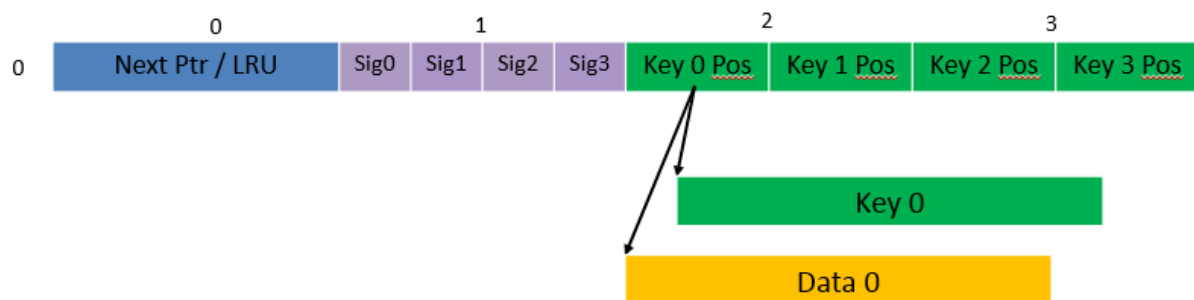 0 1 2 3
0 Next Ptr / LRU Sig0 Sig1 Sig2 Sig3 Key 0 Pos Key 1 Pos Key 2 Pos Key 3 Pos
Key 0
Data 0